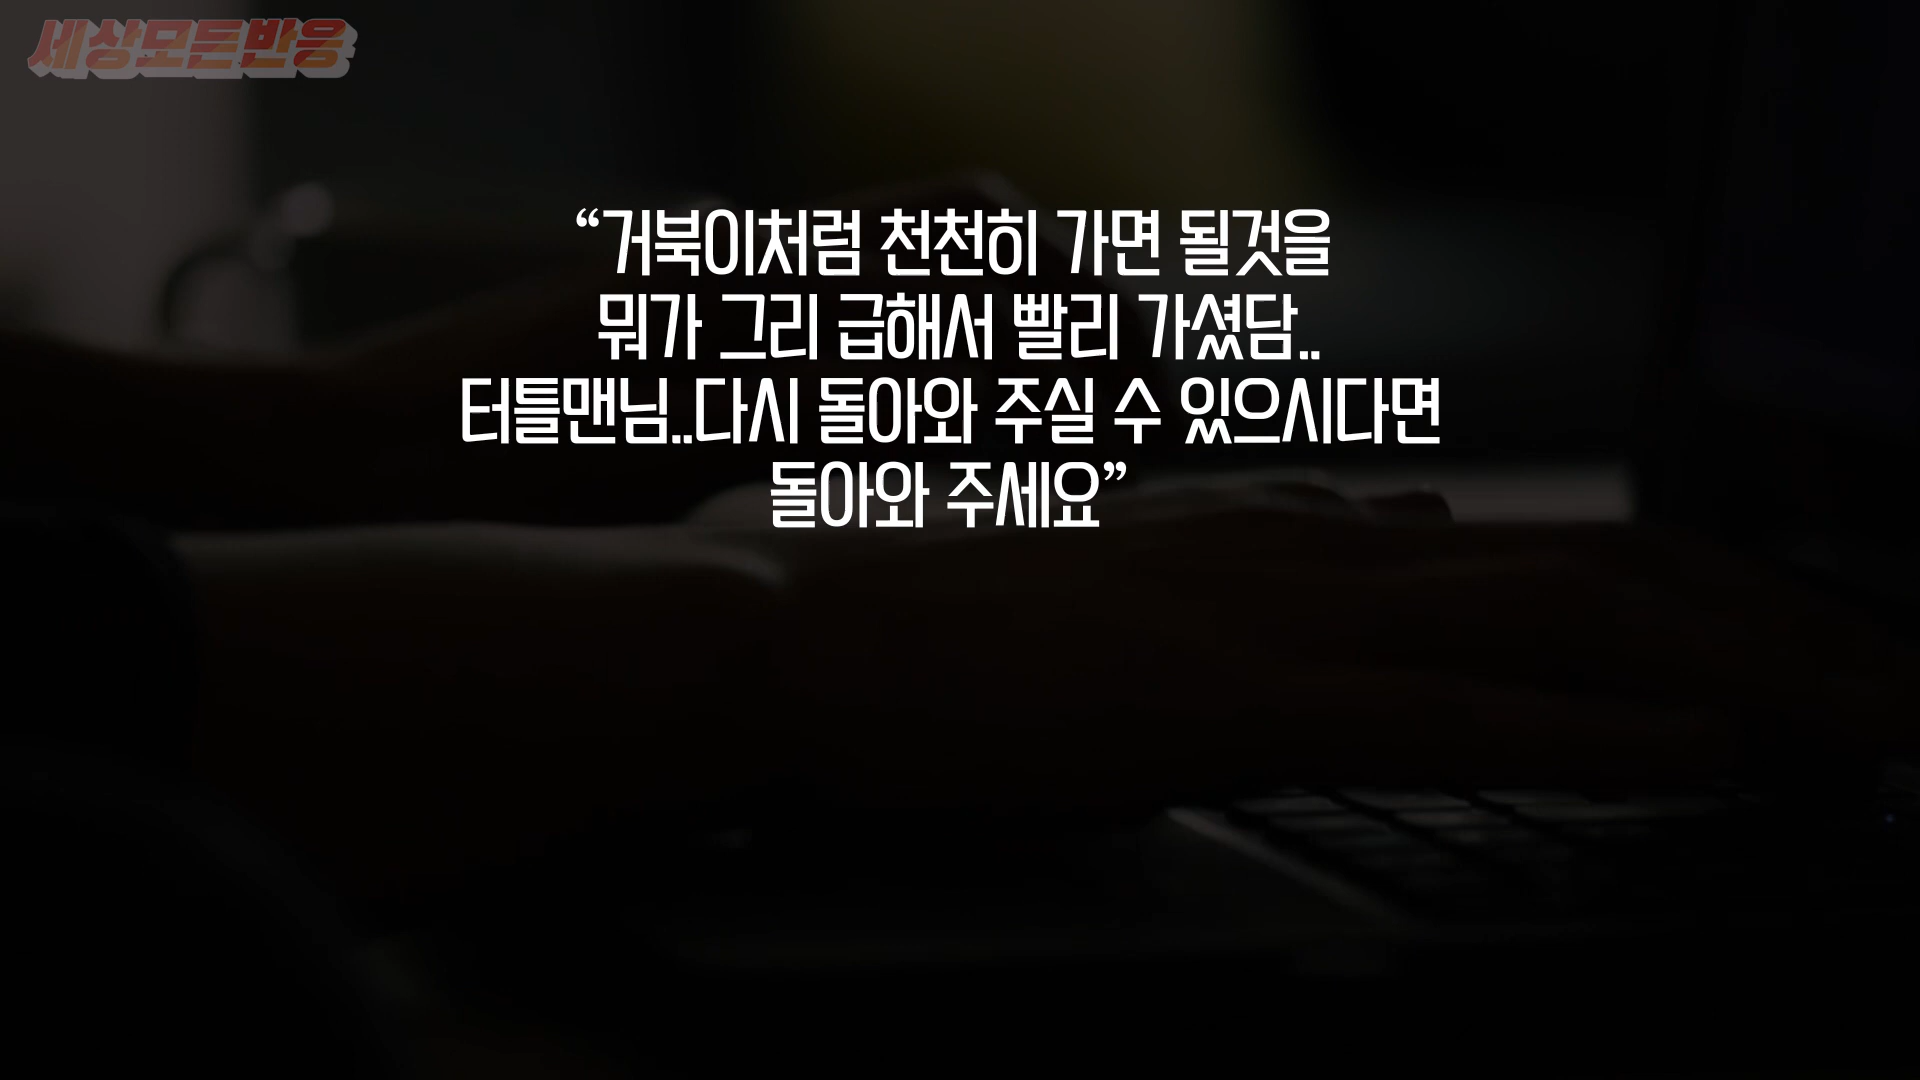 세상모든반응
“거북이처럼 천천히 가면 될것을
뭐가 그리 급해서 빨리 가셨담..
터틀맨님..다시 돌아와 주실 수 있으시다면
돌아와 주세요”